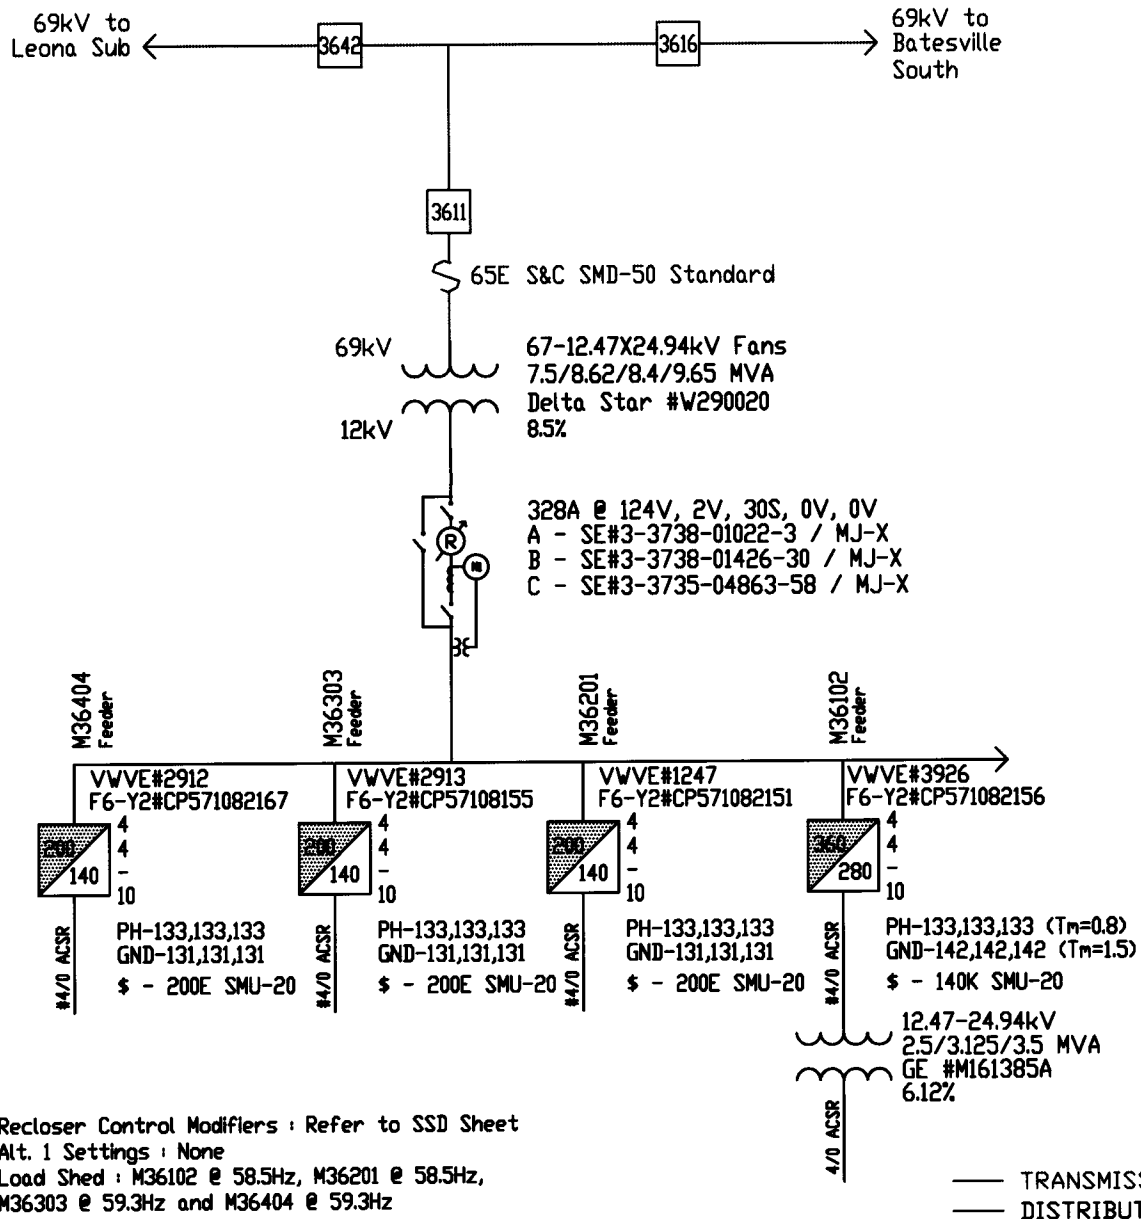 69kV to
Leona Sub
3642
3616
69kV to
Batesville
South
3611
65E S&C SMD-50 Standard
69kV
12kV
67-12.47X24.94kV Fans
7.5/8.62/8.4/9.65 MVA
Delta Star #W290020
8.5%
328A @ 124V, 2V, 30S, 0V, 0V
A - SE#3-3738-01022-3 / MJ-X
B - SE#3-3738-01426-30 / MJ-X
C - SE#3-3735-04863-58 / MJ-X
R
M36404
Feeder
M36303
Feeder
M36201
Feeder
M36102
Feeder
VWVE#2912
F6-Y2#CP571082167
200
140
4
4
-
10
PH-133,133,133
GND-131,131,131
$ - 200E SMU-20
#4/0 ACSR
VWVE#2913
F6-Y2#CP57108155
200
140
4
4
-
10
PH-133,133,133
GND-131,131,131
$ - 200E SMU-20
#4/0 ACSR
VWVE#1247
F6-Y2#CP571082151
200
140
4
4
-
10
PH-133,133,133
GND-131,131,131
$ - 200E SMU-20
#4/0 ACSR
VWVE#3926
F6-Y2#CP571082156
360
280
4
4
-
10
PH-133,133,133 (Tm=0.8)
GND-142,142,142 (Tm=1.5)
$ - 140K SMU-20
#4/0 ACSR
12.47-24.94kV
2.5/3.125/3.5 MVA
GE #M161385A
6.12%
4/0 ACSR
Recloser Control Modifiers : Refer to SSD Sheet
Alt. 1 Settings : None
Load Shed : M36102 @ 58.5Hz, M36201 @ 58.5Hz,
M36303 @ 59.3Hz and M36404 @ 59.3Hz
TRANSMISS
DISTRIBUT